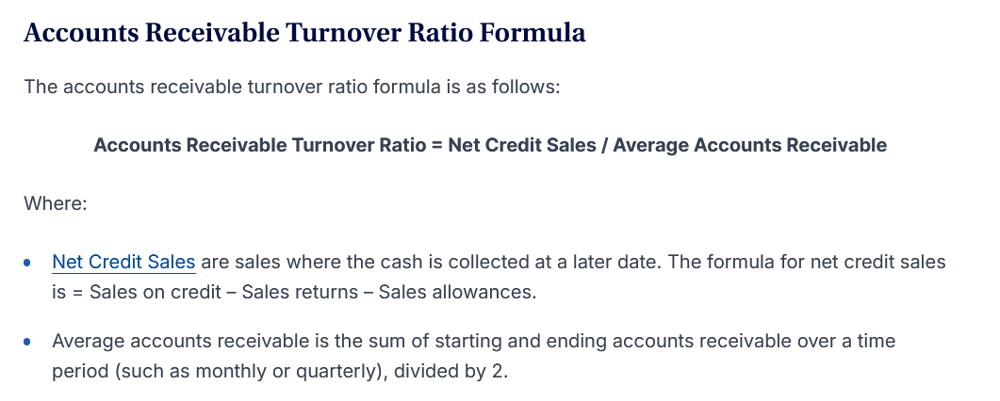 Accounts Receivable Turnover Ratio Formula
The accounts receivable turnover ratio formula is as follows:
Accounts Receivable Turnover Ratio = Net Credit Sales / Average Accounts Receivable
Where:
Net Credit Sales are sales where the cash is collected at a later date. The formula for net credit sales
is = Sales on credit – Sales returns – Sales allowances.
Average accounts receivable is the sum of starting and ending accounts receivable over a time
period (such as monthly or quarterly), divided by 2.